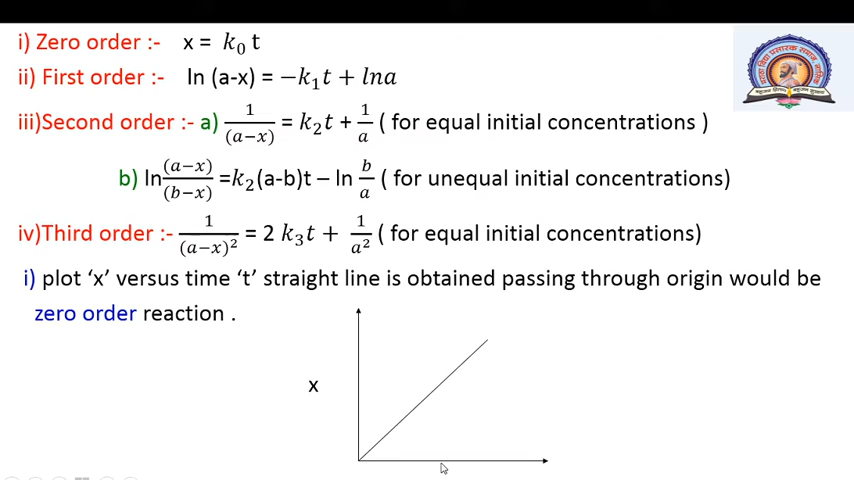 i) Zero order :- x = k₀ t
ii) First order :- ln (a-x) = −k₁t + lna
iii)Second order :- a) 1/(a−x) = k₂t + 1/a ( for equal initial concentrations )
b) ln (a−x)/(b−x) =k₂(a-b)t – ln b/a ( for unequal initial concentrations)
iv)Third order :- 1/(a−x)² = 2 k₃t + 1/a² ( for equal initial concentrations)
i) plot ‘x’ versus time ‘t’ straight line is obtained passing through origin would be
zero order reaction .
x